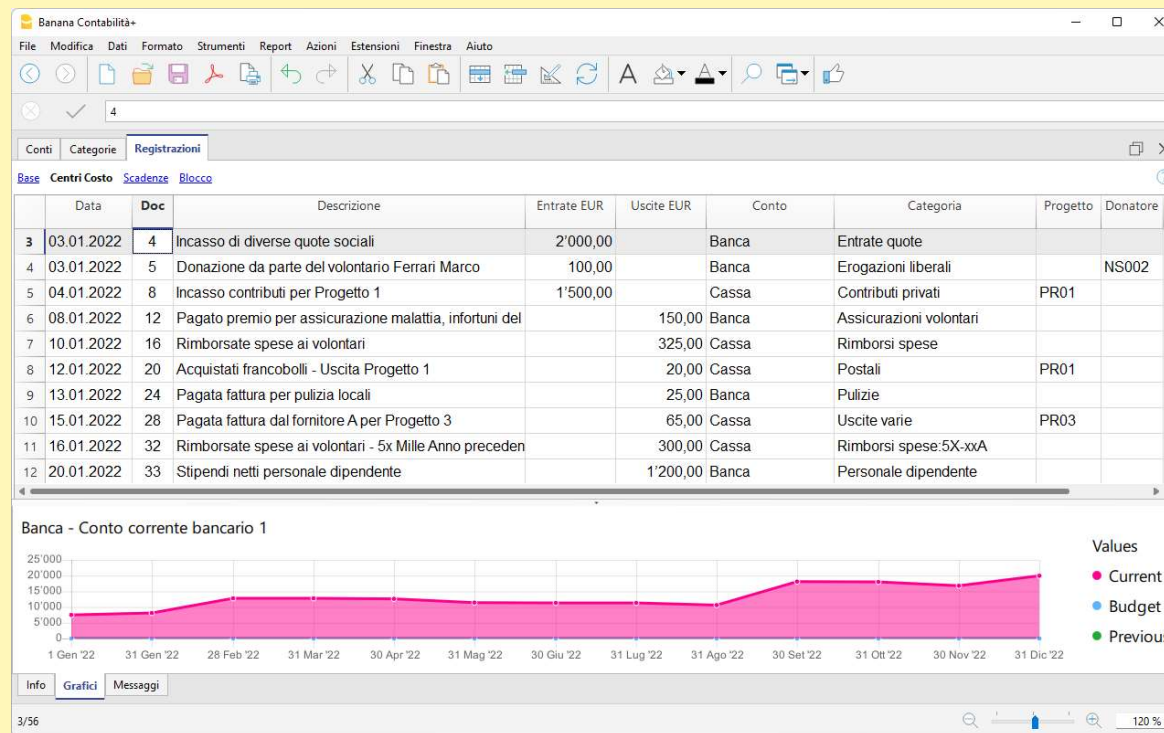 Banana Contabilità+
File Modifica Dati Formato Strumenti Report Azioni Estensioni Finestra Aiuto
4
Conti Categorie Registrazioni
Base Centri Costo Scadenze Blocco
Data Doc Descrizione Entrate EUR Uscite EUR Conto Categoria Progetto Donatore
3 03.01.2022 4 Incasso di diverse quote sociali 2'000,00 Banca Entrate quote
4 03.01.2022 5 Donazione da parte del volontario Ferrari Marco 100,00 Banca Erogazioni liberali NS002
5 04.01.2022 8 Incasso contributi per Progetto 1 1'500,00 Cassa Contributi privati PR01
6 08.01.2022 12 Pagato premio per assicurazione malattia, infortuni del 150,00 Banca Assicurazioni volontari
7 10.01.2022 16 Rimborsate spese ai volontari 325,00 Cassa Rimborsi spese
8 12.01.2022 20 Acquistati francobolli - Uscita Progetto 1 20,00 Cassa Postali PR01
9 13.01.2022 24 Pagata fattura per pulizia locali 25,00 Banca Pulizie
10 15.01.2022 28 Pagata fattura dal fornitore A per Progetto 3 65,00 Cassa Uscite varie PR03
11 16.01.2022 32 Rimborsate spese ai volontari - 5x Mille Anno preceden 300,00 Cassa Rimborsi spese:5X-xxA
12 20.01.2022 33 Stipendi netti personale dipendente 1'200,00 Banca Personale dipendente
Banca - Conto corrente bancario 1
Values
25'000
20'000
15'000
10'000
5'000
0
Current
Budget
Previous
1 Gen '22 31 Gen '22 28 Feb '22 31 Mar '22 30 Apr '22 31 Mag '22 30 Giu '22 31 Lug '22 31 Ago '22 30 Set '22 31 Ott '22 30 Nov '22 31 Dic '22
Info Grafici Messaggi
3/56 120 %